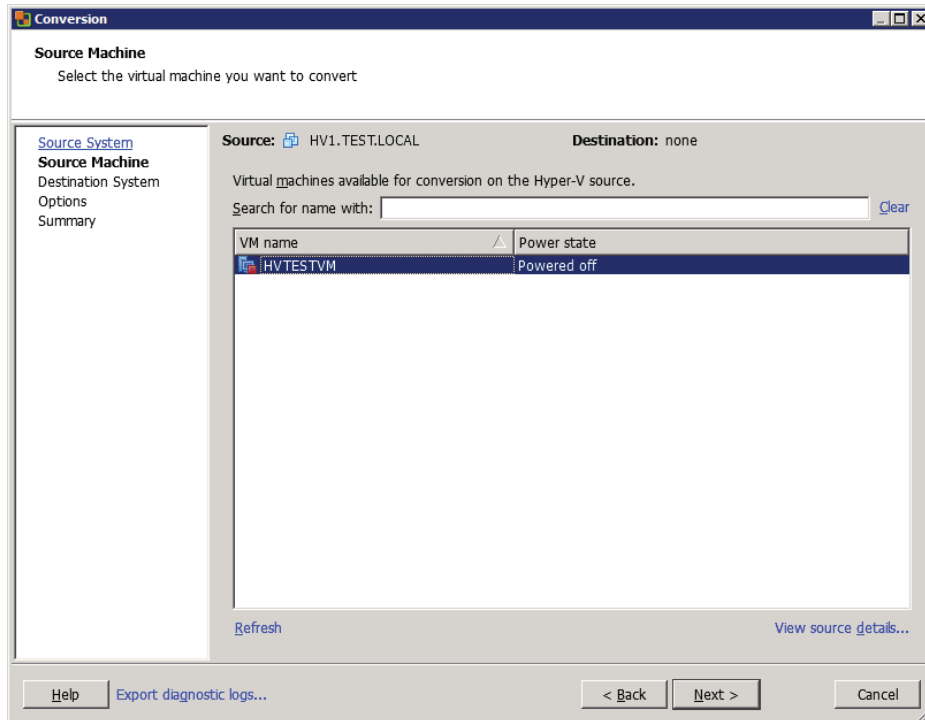 Conversion
Source Machine
Select the virtual machine you want to convert
Source System
Source Machine
Destination System
Options
Summary
Source: HV1.TEST.LOCAL Destination: none
Virtual machines available for conversion on the Hyper-V source.
Search for name with: Clear
VM name Power state
HVTESTVM Powered off
Refresh View source details...
Help Export diagnostic logs... < Back Next > Cancel